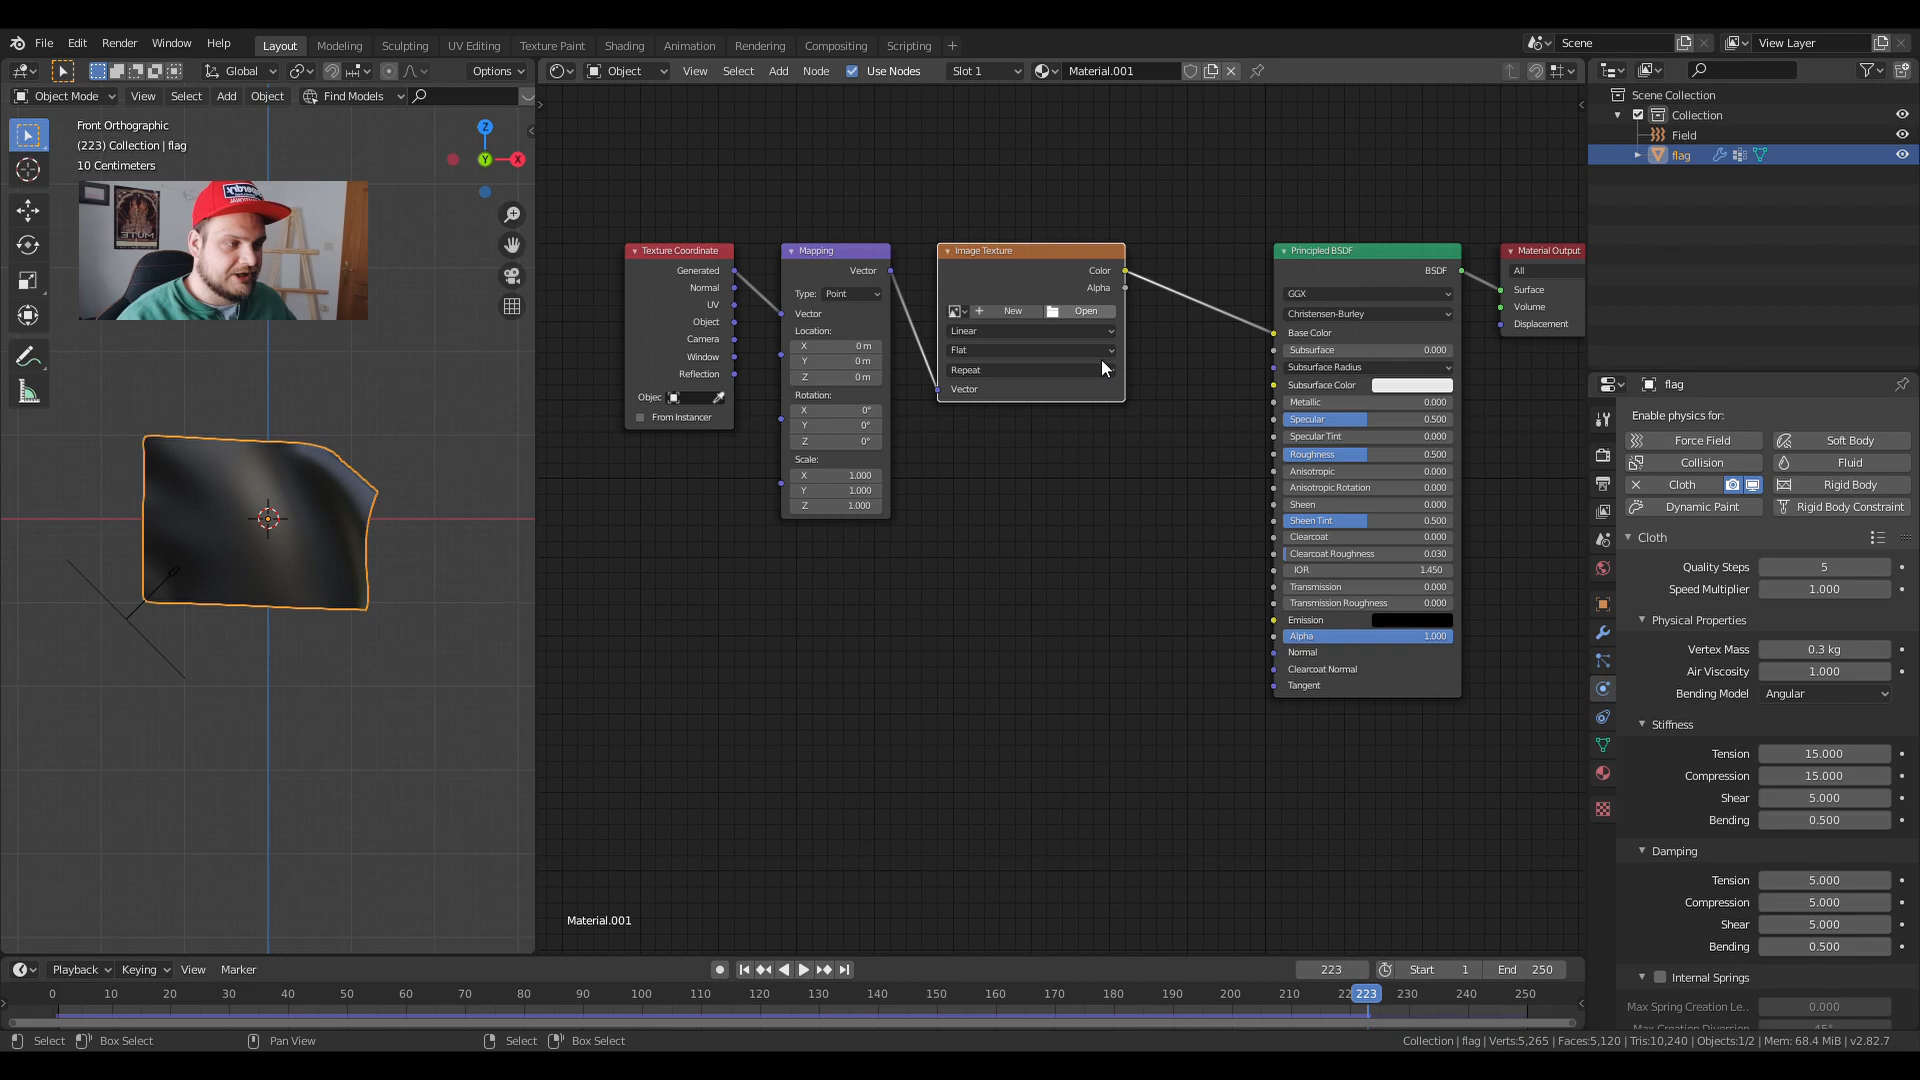 File Edit Render Window Help Layout Modeling Sculpting UV Editing Texture Paint Shading Animation Rendering Compositing Scripting + Scene View Layer
Global Options Object View Select Add Node Use Nodes Slot 1 Material.001
Object Mode View Select Add Object Find Models
Front Orthographic
(223) Collection | flag
10 Centimeters
Z
Y
X
Superdry
MUTE
Texture Coordinate
Generated
Normal
UV
Object
Camera
Window
Reflection
Objec
From Instancer
Mapping
Vector
Type: Point
Vector
Location:
X 0 m
Y 0 m
Z 0 m
Rotation:
X 0°
Y 0°
Z 0°
Scale:
X 1.000
Y 1.000
Z 1.000
Image Texture
Color
Alpha
New Open
Linear
Flat
Repeat
Vector
Principled BSDF
BSDF
GGX
Christensen-Burley
Base Color
Subsurface 0.000
Subsurface Radius
Subsurface Color
Metallic 0.000
Specular 0.500
Specular Tint 0.000
Roughness 0.500
Anisotropic 0.000
Anisotropic Rotation 0.000
Sheen 0.000
Sheen Tint 0.500
Clearcoat 0.000
Clearcoat Roughness 0.030
IOR 1.450
Transmission 0.000
Transmission Roughness 0.000
Emission
Alpha 1.000
Normal
Clearcoat Normal
Tangent
Material Output
All
Surface
Volume
Displacement
Material.001
Scene Collection
Collection
Field
flag
flag
Enable physics for:
Force Field Soft Body
Collision Fluid
Cloth Rigid Body
Dynamic Paint Rigid Body Constraint
Cloth
Quality Steps 5
Speed Multiplier 1.000
Physical Properties
Vertex Mass 0.3 kg
Air Viscosity 1.000
Bending Model Angular
Stiffness
Tension 15.000
Compression 15.000
Shear 5.000
Bending 0.500
Damping
Tension 5.000
Compression 5.000
Shear 5.000
Bending 0.500
Internal Springs
Max Spring Creation Le.. 0.000
Playback Keying View Marker 223 Start 1 End 250
0 10 20 30 40 50 60 70 80 90 100 110 120 130 140 150 160 170 180 190 200 210 22 223 230 240 250
Select Box Select Pan View Select Box Select Collection | flag | Verts:5,265 | Faces:5,120 | Tris:10,240 | Objects:1/2 | Mem: 68.4 MiB | v2.82.7